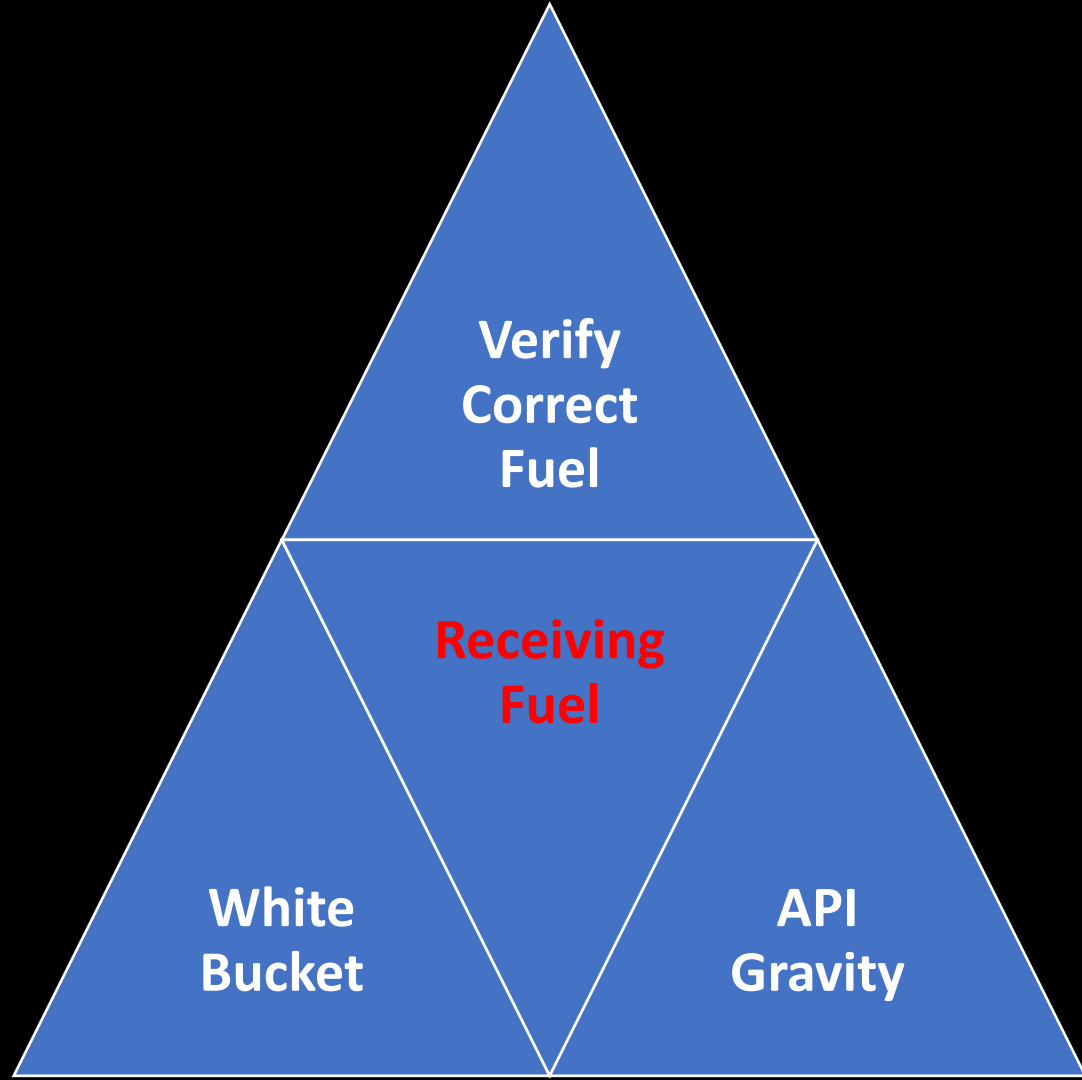 Verify
Correct
Fuel
Receiving
Fuel
White
Bucket
API
Gravity